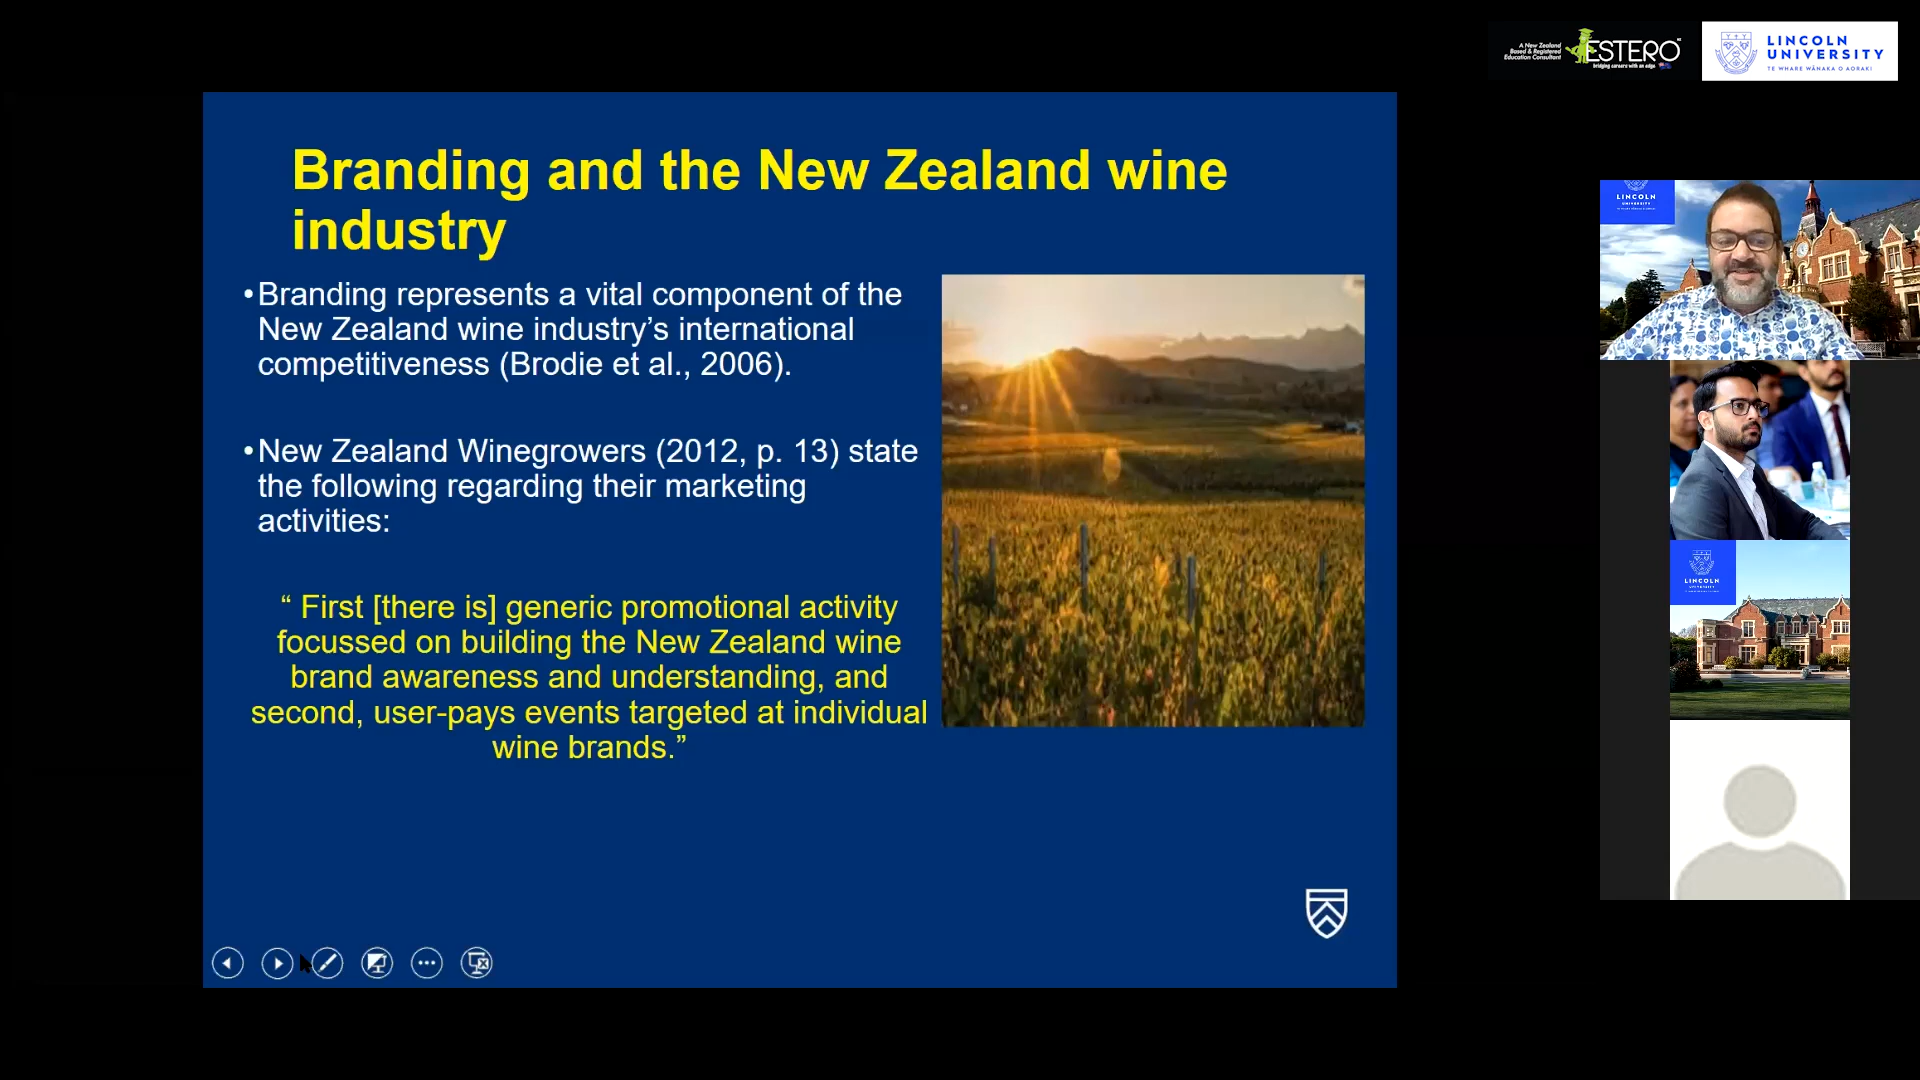 A New Zealand
Based & Registered
Education Consultant
ESTERO
bridging careers with an edge
LINCOLN
UNIVERSITY
TE WHARE WĀNAKA O AORAKI
Branding and the New Zealand wine
industry
•Branding represents a vital component of the
New Zealand wine industry’s international
competitiveness (Brodie et al., 2006).
•New Zealand Winegrowers (2012, p. 13) state
the following regarding their marketing
activities:
“ First [there is] generic promotional activity
focussed on building the New Zealand wine
brand awareness and understanding, and
second, user-pays events targeted at individual
wine brands.”
LINCOLN
UNIVERSITY
LINCOLN
UNIVERSITY